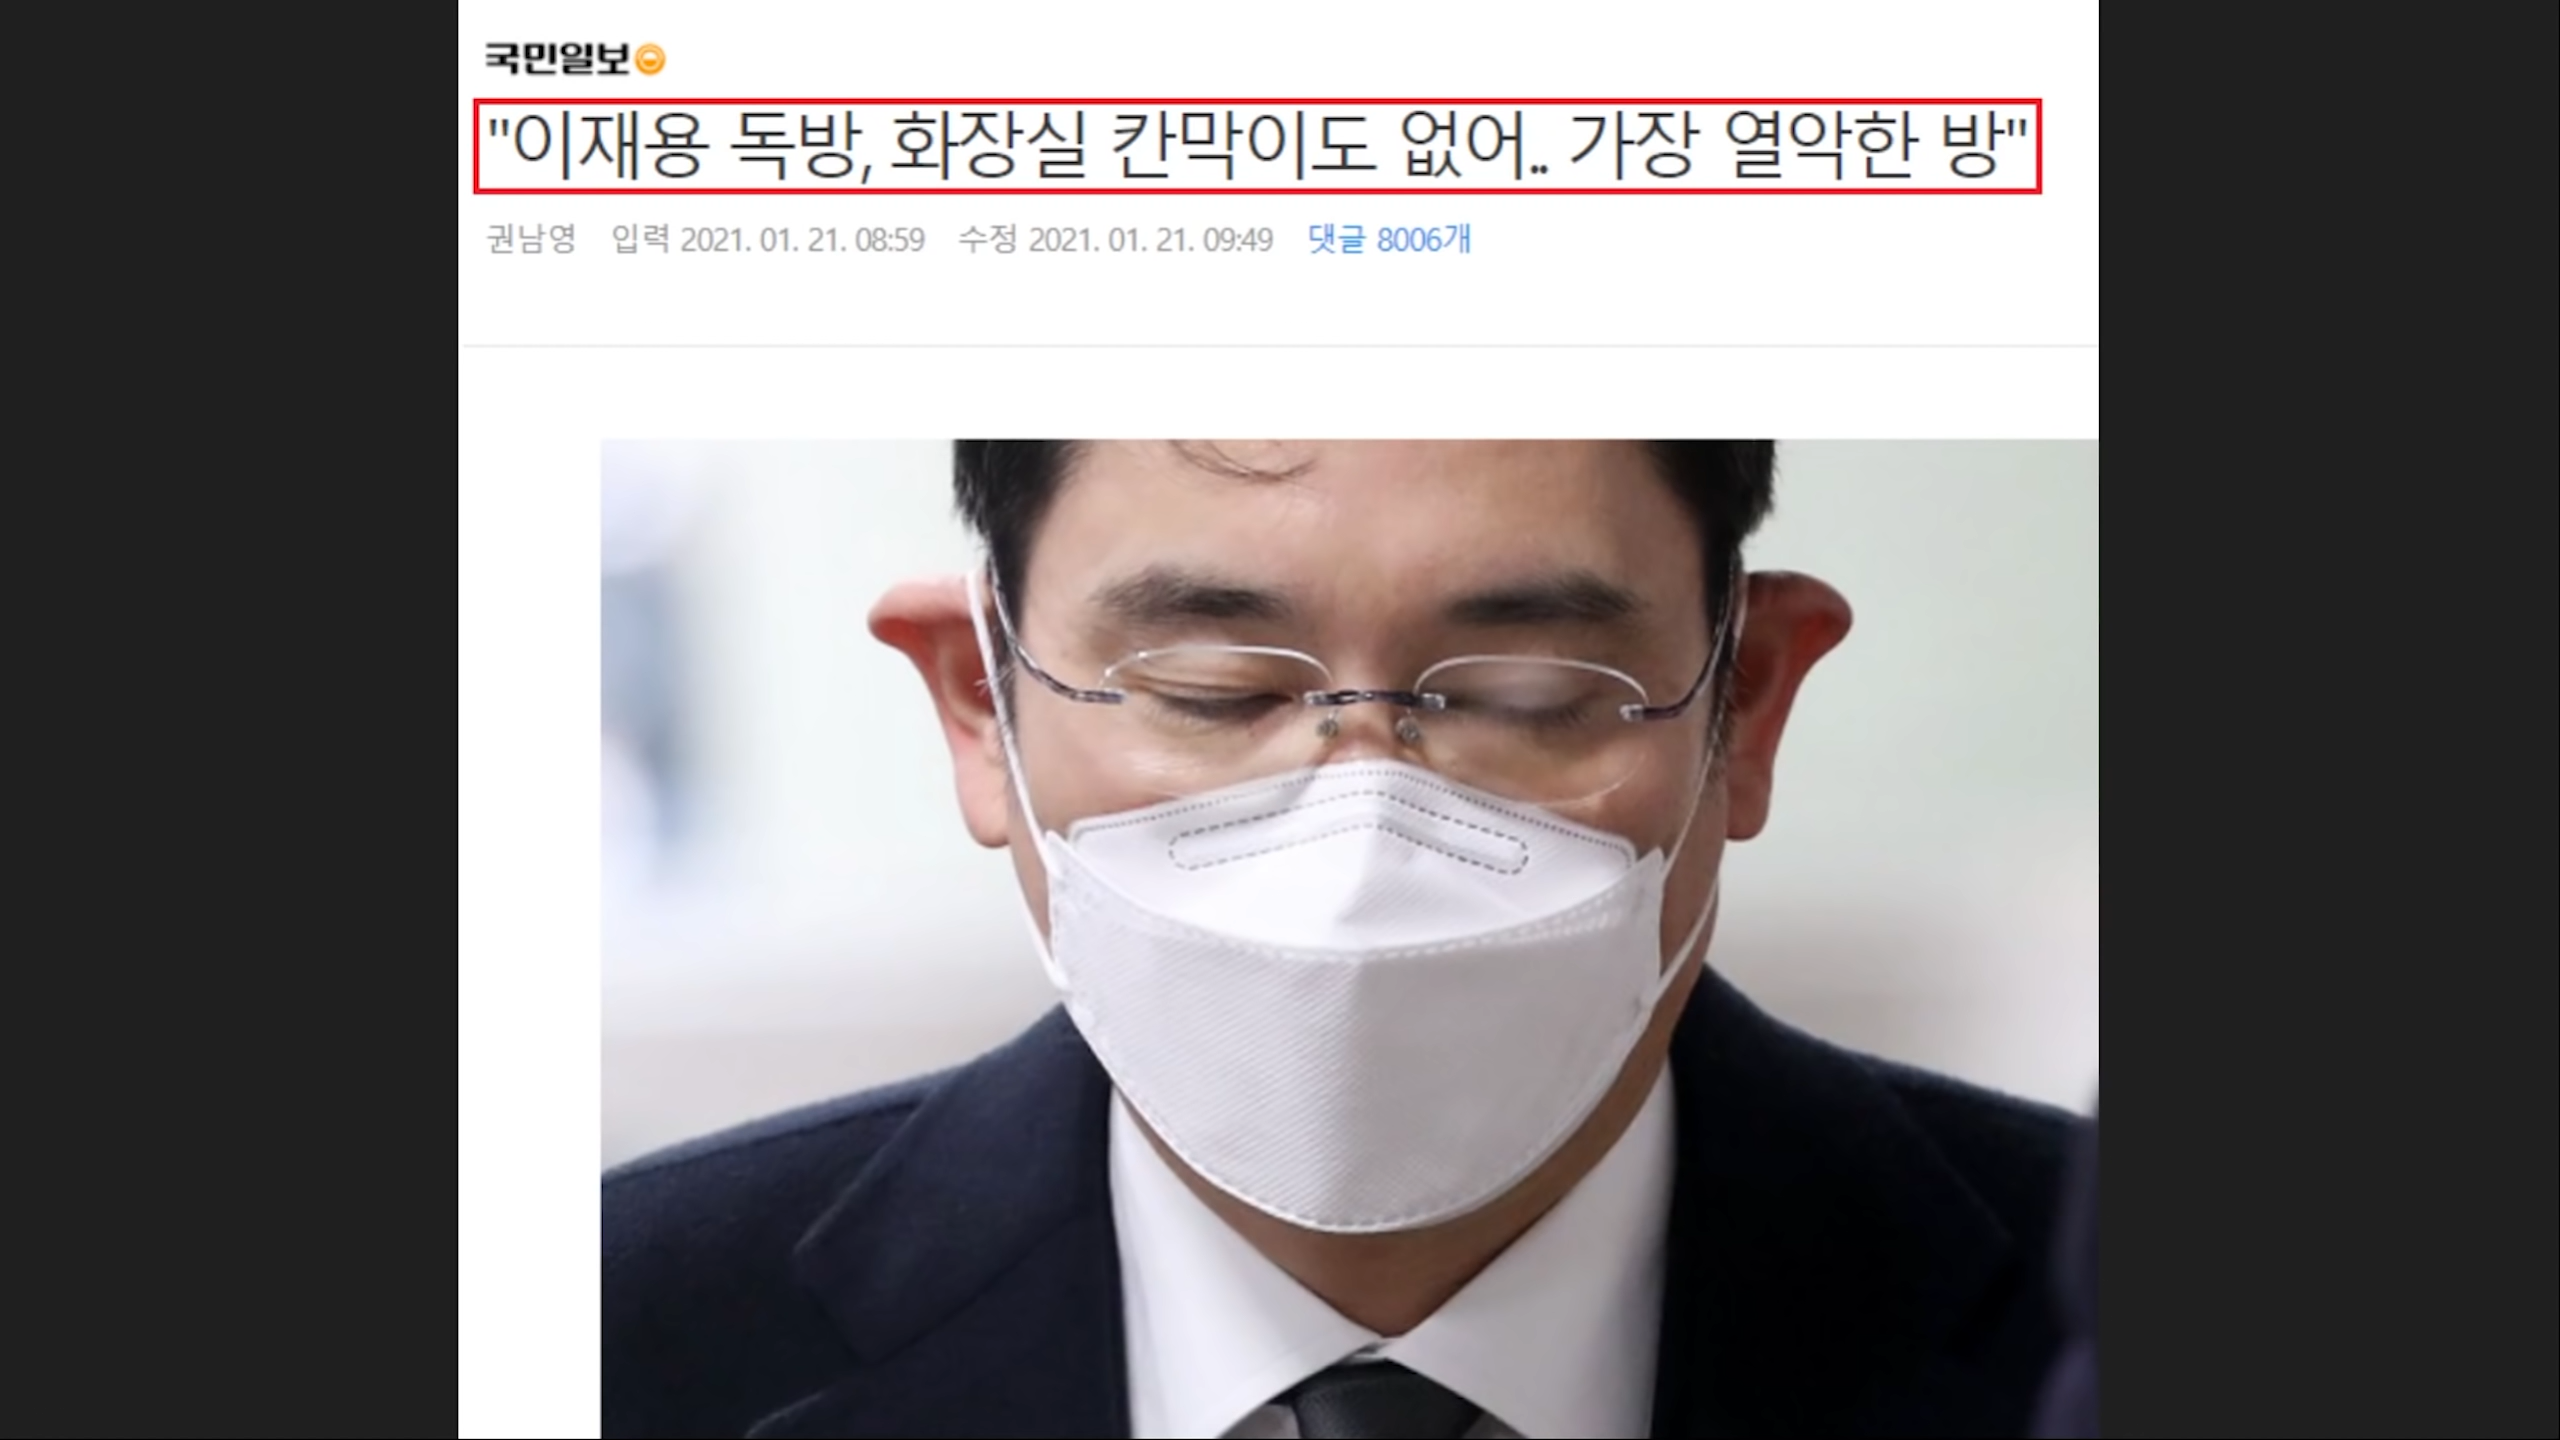 국민일보
"이재용 독방, 화장실 칸막이도 없어.. 가장 열악한 방"
권남영 입력 2021. 01. 21. 08:59 수정 2021. 01. 21. 09:49 댓글 8006개